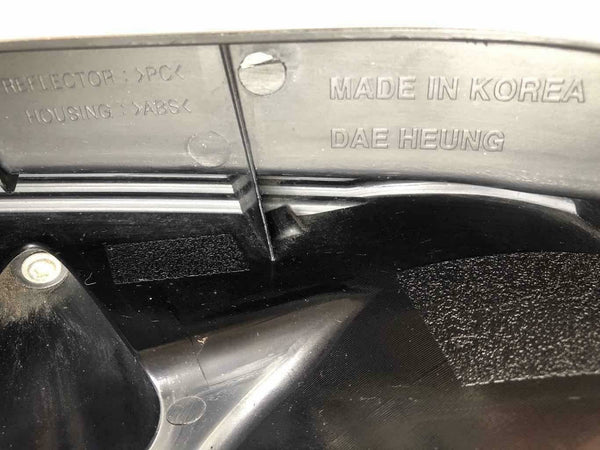 REFLECTOR : >PC<
HOUSING : >ABS<
MADE IN KOREA
DAE HEUNG